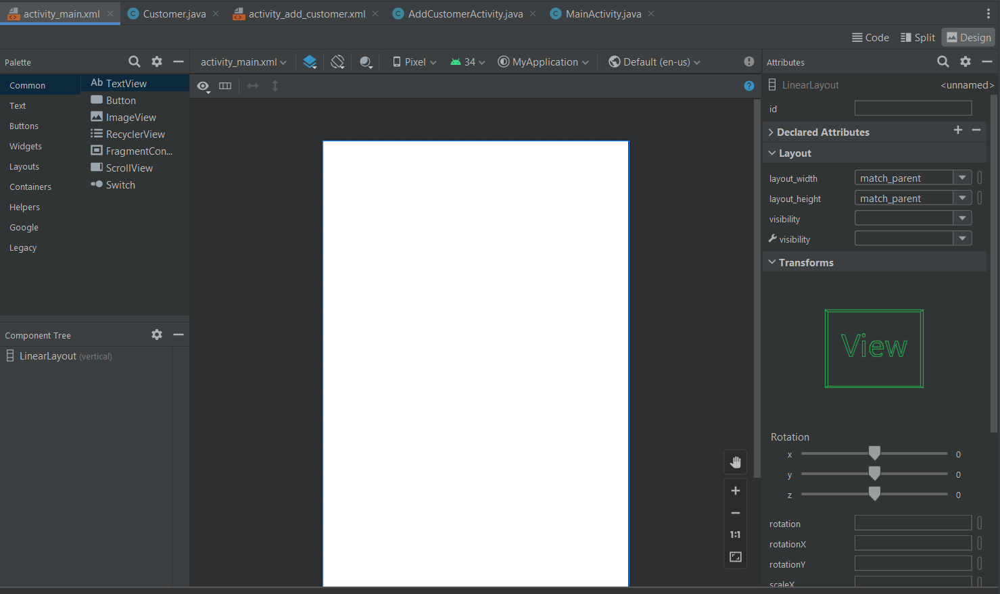 activity_main.xml Customer.java activity_add_customer.xml AddCustomerActivity.java MainActivity.java
Code Split Design
Palette
activity_main.xml Pixel 34 MyApplication Default (en-us)
Attributes
Common
Text
Buttons
Widgets
Layouts
Containers
Helpers
Google
Legacy
Ab TextView
Button
ImageView
RecyclerView
FragmentCon...
ScrollView
Switch
Component Tree
LinearLayout (vertical)
1:1
LinearLayout <unnamed>
id
Declared Attributes
Layout
layout_width match_parent
layout_height match_parent
visibility
visibility
Transforms
View
Rotation
x 0
y 0
z 0
rotation
rotationX
rotationY
scaleX